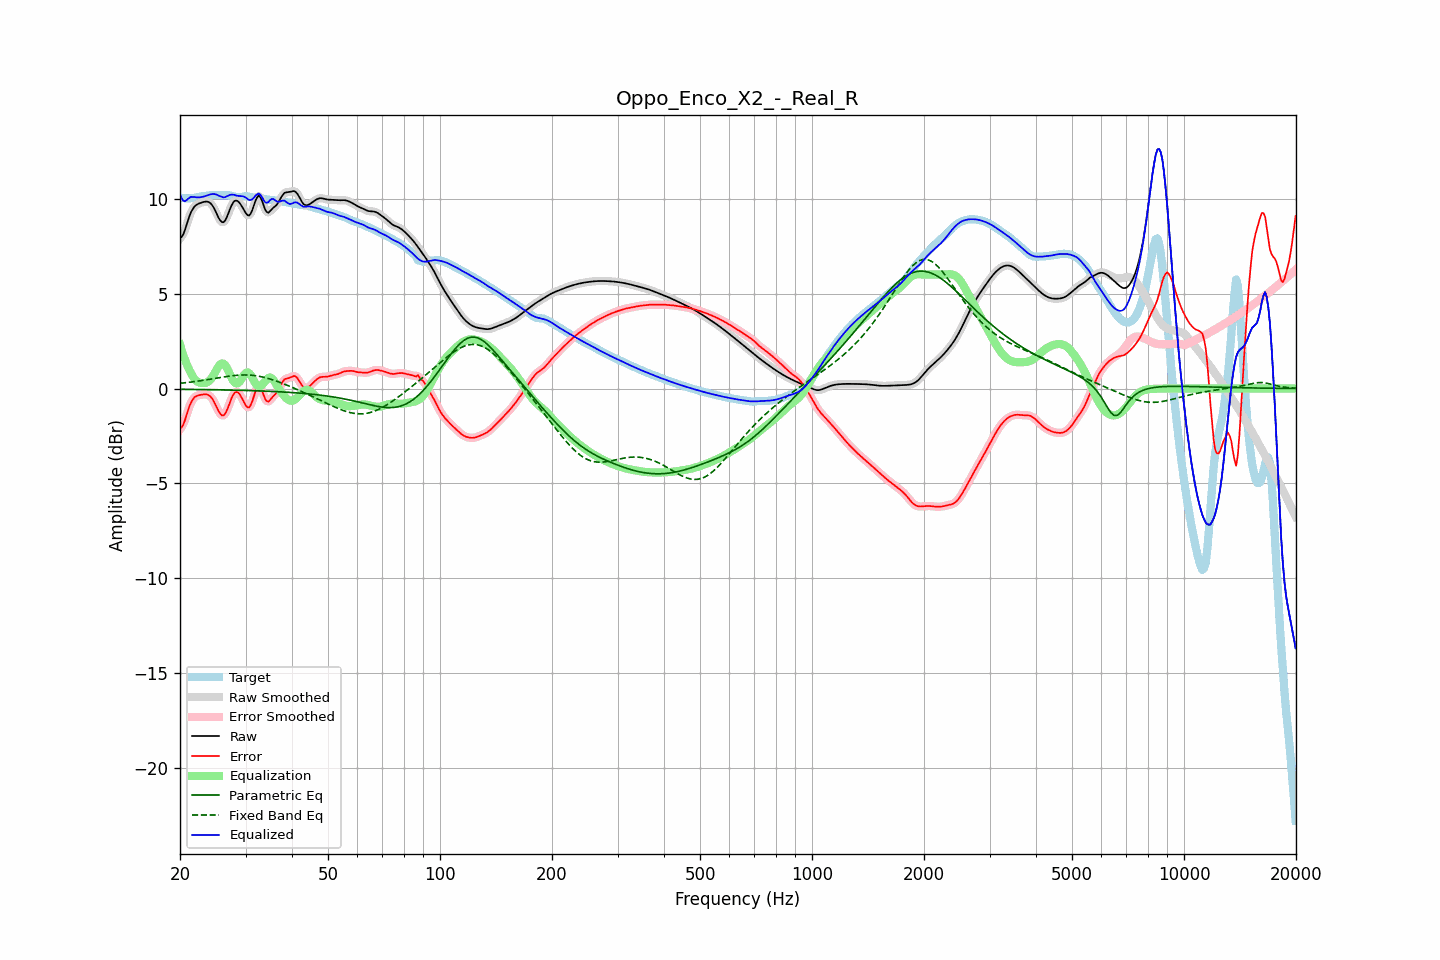 Oppo_Enco_X2_-_Real_R
Amplitude (dBr)
10
5
0
−5
−10
−15
−20
Target
Raw Smoothed
Error Smoothed
Raw
Error
Equalization
Parametric Eq
Fixed Band Eq
Equalized
20
50
100
200
500
1000
2000
5000
10000
20000
Frequency (Hz)